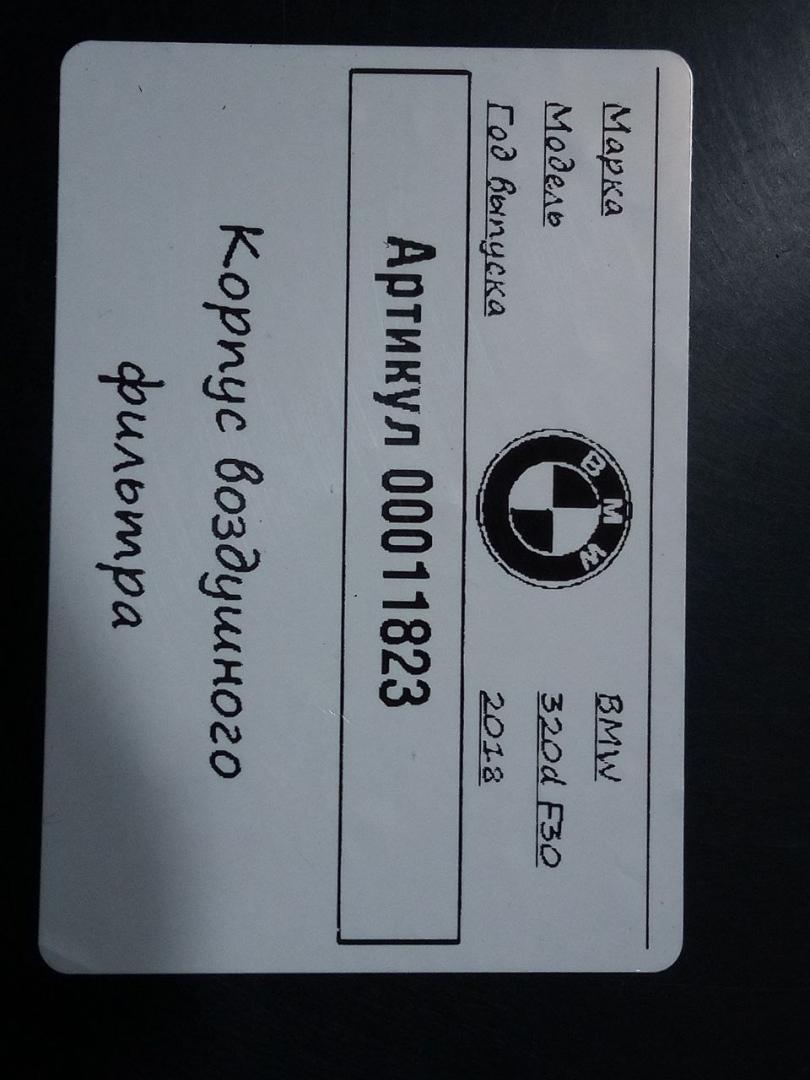 Марка BMW
Модель 320d F30
Год выпуска 2018
BMW
Артикул 00011823
Корпус воздушного
фильтра